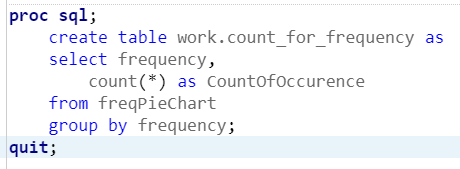 proc sql;
create table work.count_for_frequency as
select frequency,
count(*) as CountOfOccurence
from freqPieChart
group by frequency;
quit;